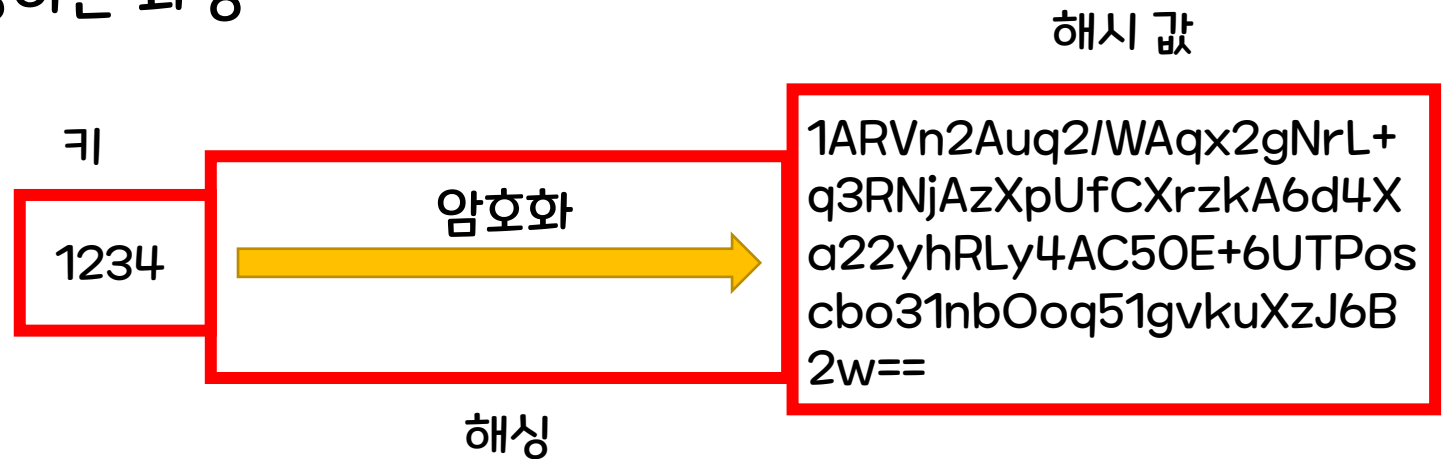 해시 값
키
1234
암호화
해싱
1ARVn2Auq2/WAqx2gNrL+
q3RNjAzXpUfCXrzkA6d4X
a22yhRLy4AC50E+6UTPos
cbo31nbOoq51gvkuXzJ6B
2w==